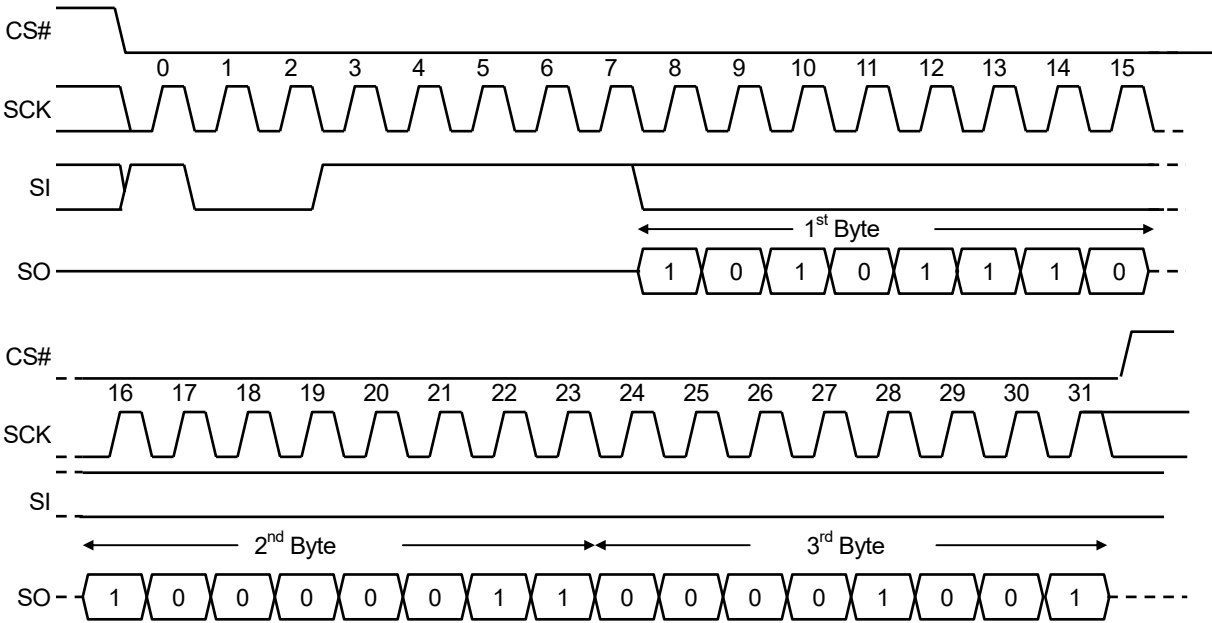 CS#
0 1 2 3 4 5 6 7 8 9 10 11 12 13 14 15
SCK
SI
1st Byte
SO 1 0 1 0 1 1 1 0
CS#
16 17 18 19 20 21 22 23 24 25 26 27 28 29 30 31
SCK
SI
2nd Byte 3rd Byte
SO 1 0 0 0 0 0 1 1 0 0 0 0 1 0 0 1